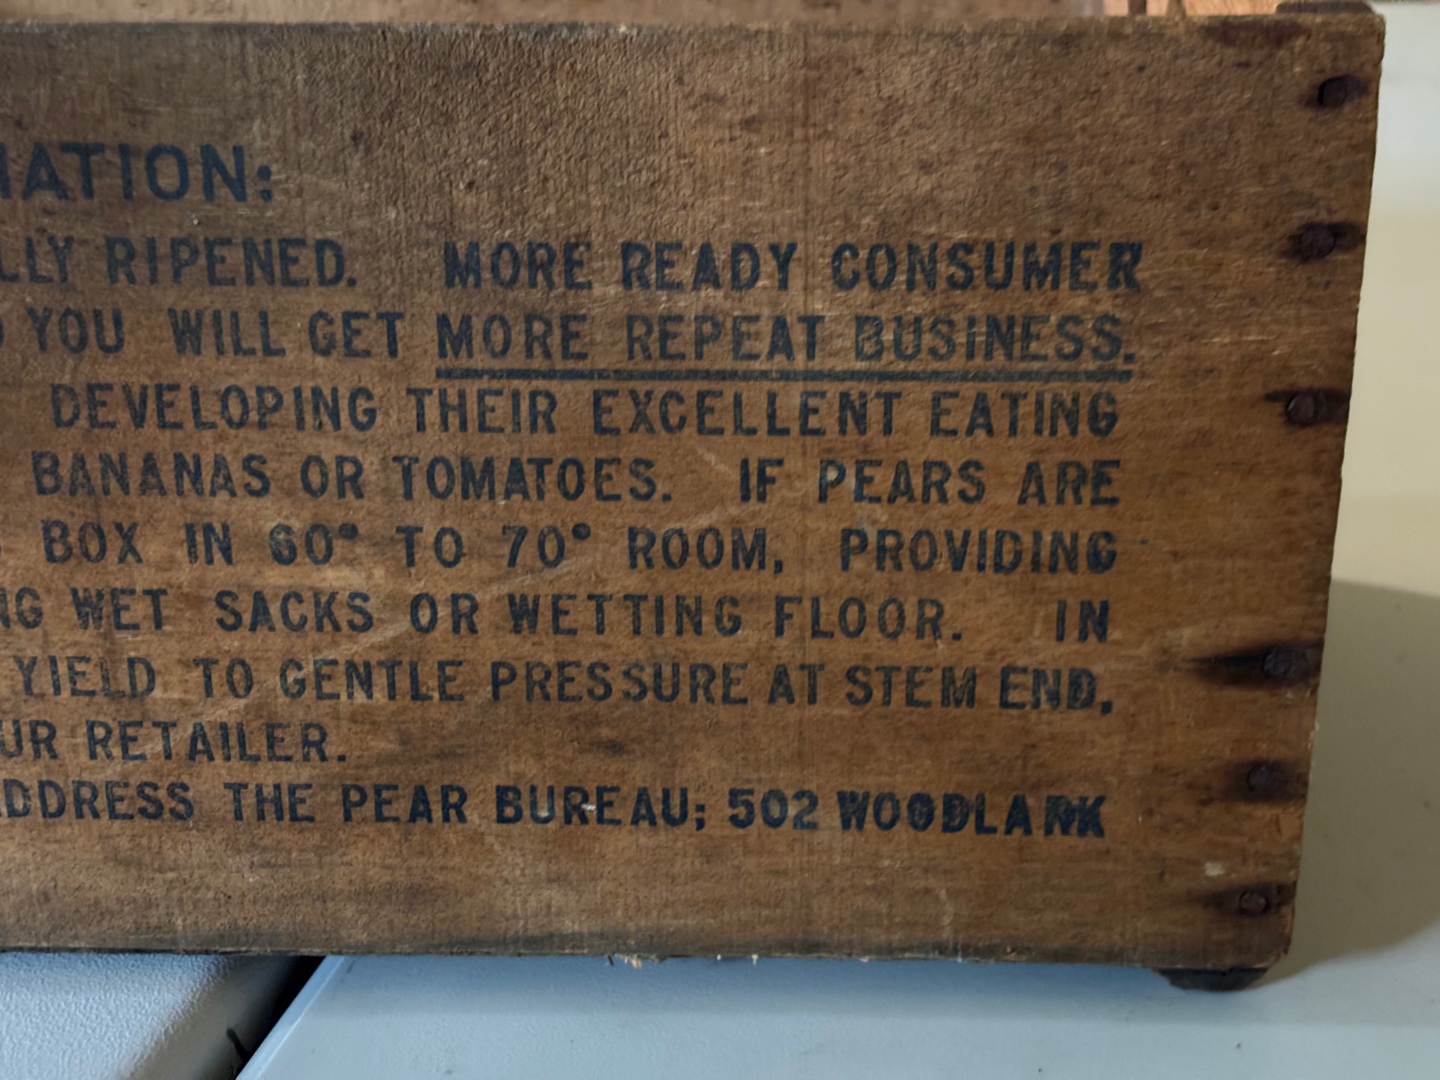 MATION:
LLY RIPENED. MORE READY CONSUMER
YOU WILL GET MORE REPEAT BUSINESS.
DEVELOPING THEIR EXCELLENT EATING
BANANAS OR TOMATOES. IF PEARS ARE
BOX IN 60° TO 70° ROOM, PROVIDING
NG WET SACKS OR WETTING FLOOR. IN
YIELD TO GENTLE PRESSURE AT STEM END,
UR RETAILER.
ADDRESS THE PEAR BUREAU; 502 WOODLARK